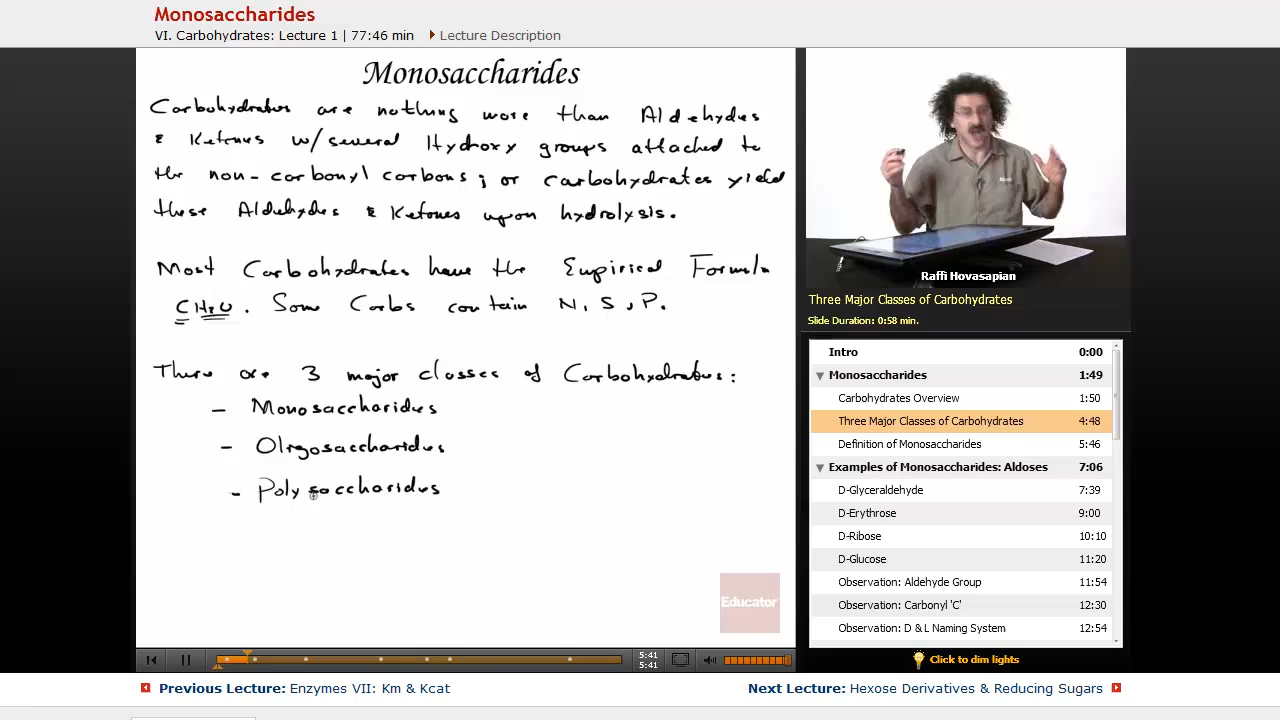 Monosaccharides
VI. Carbohydrates: Lecture 1 | 77:46 min Lecture Description
Monosaccharides
Carbohydrates are nothing more than Aldehydes
& Ketones w/several Hydroxy groups attached to
the non-carbonyl carbons; or carbohydrates yield
these Aldehydes & Ketones upon hydrolysis.
Most Carbohydrates have the Empirical Formula
CH2O. Some Carbs contain N, S, P.
There are 3 major classes of Carbohydrates:
- Monosaccharides
- Oligosaccharides
- Polysaccharides
Educator
Raffi Hovasapian
Three Major Classes of Carbohydrates
Slide Duration: 0:58 min.
Intro 0:00
Monosaccharides 1:49
Carbohydrates Overview 1:50
Three Major Classes of Carbohydrates 4:48
Definition of Monosaccharides 5:46
Examples of Monosaccharides: Aldoses 7:06
D-Glyceraldehyde 7:39
D-Erythrose 9:00
D-Ribose 10:10
D-Glucose 11:20
Observation: Aldehyde Group 11:54
Observation: Carbonyl 'C' 12:30
Observation: D & L Naming System 12:54
5:41
5:41
Click to dim lights
Previous Lecture: Enzymes VII: Km & Kcat
Next Lecture: Hexose Derivatives & Reducing Sugars